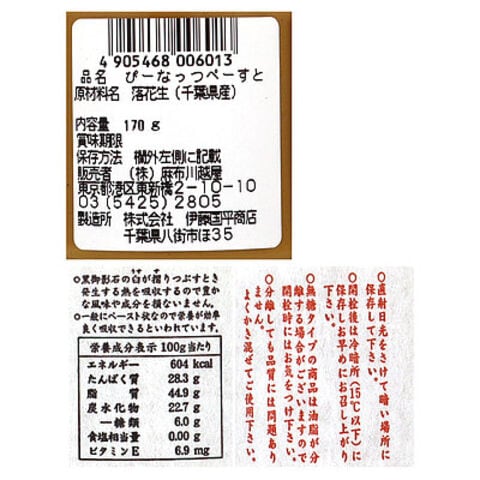 4 905468 006013
品名 ぴーなっつぺーすと
原材料名 落花生(千葉県産)
内容量 170g
賞味期限
保存方法 欄外左側に記載
販売者 (株)麻布川越屋
東京都港区東新橋2-10-10
03(5425)2805
製造所 株式会社 伊藤国平商店
千葉県八街市ほ35
○黒御影石の臼が摺りつぶすとき
うす
す
発生する熱を吸収するので豊か
な風味や成分を損ないません。
○一般にペースト状なので栄養が効率
良く吸収できるといわれています。
栄養成分表示 100g当たり
エネルギー 604 kcal
たんぱく質 28.3 g
脂質 44.9 g
炭水化物 22.7 g
－糖類 6.0 g
食塩相当量 0.00 g
ビタミンE 6.9 mg
○直射日光をさけて暗い場所に
保存して下さい。
○開栓後は冷暗所(15℃以下)に
保存しお早めにお召し上がり
下さい。
○無糖タイプの商品は油脂が分
離する場合がございますので
開栓時にはお気をつけ下さい。
○分離しても品質には問題あり
ません。
よくかき混ぜてご使用下さい。